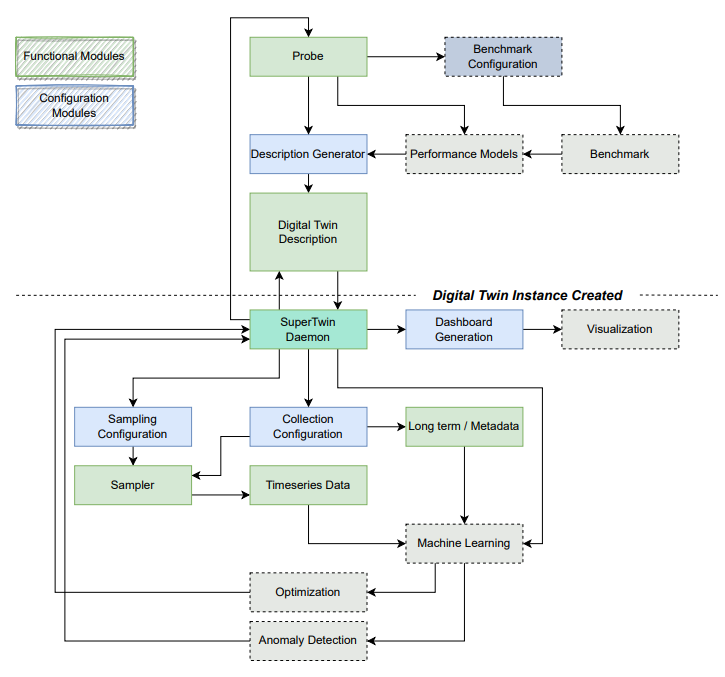 Functional Modules
Configuration
Modules
Probe
Benchmark
Configuration
Description Generator
Performance Models
Benchmark
Digital Twin
Description
Digital Twin Instance Created
SuperTwin
Daemon
Dashboard
Generation
Visualization
Sampling
Configuration
Collection
Configuration
Long term / Metadata
Sampler
Timeseries Data
Machine Learning
Optimization
Anomaly Detection